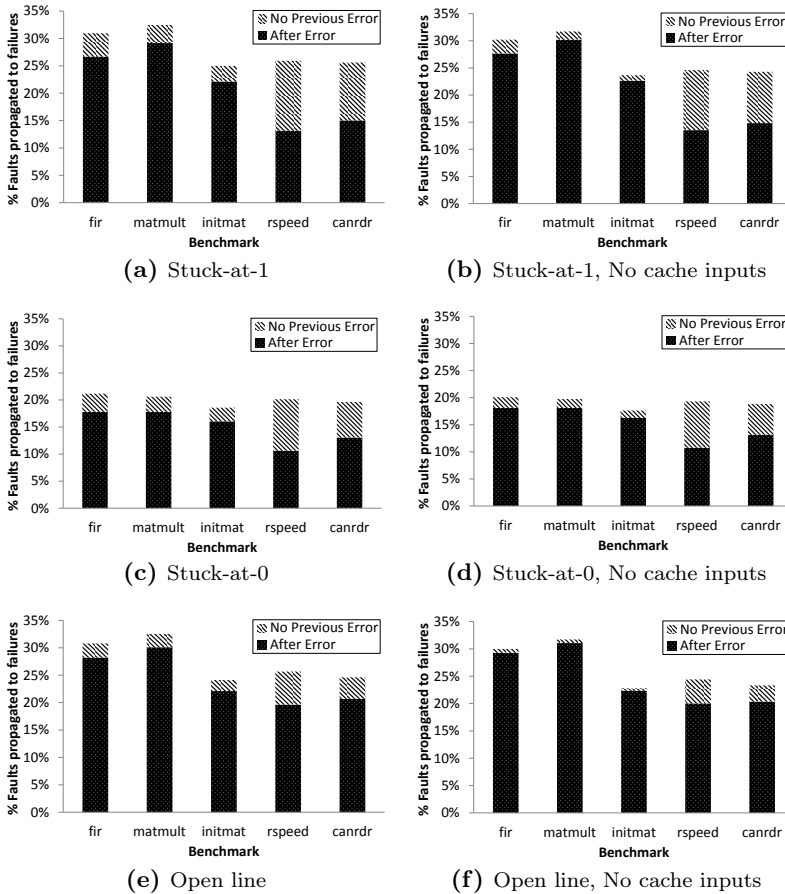 % Faults propagated to failures
35%
30%
25%
20%
15%
10%
5%
0%
No Previous Error
After Error
fir matmult initmat rspeed canrdr
Benchmark
(a) Stuck-at-1
% Faults propagated to failures
35%
30%
25%
20%
15%
10%
5%
0%
No Previous Error
After Error
fir matmult initmat rspeed canrdr
Benchmark
(b) Stuck-at-1, No cache inputs
% Faults propagated to failures
35%
30%
25%
20%
15%
10%
5%
0%
No Previous Error
After Error
fir matmult initmat rspeed canrdr
Benchmark
(c) Stuck-at-0
% Faults propagated to failures
35%
30%
25%
20%
15%
10%
5%
0%
No Previous Error
After Error
fir matmult initmat rspeed canrdr
Benchmark
(d) Stuck-at-0, No cache inputs
% Faults propagated to failures
35%
30%
25%
20%
15%
10%
5%
0%
No Previous Error
After Error
fir matmult initmat rspeed canrdr
Benchmark
(e) Open line
% Faults propagated to failures
35%
30%
25%
20%
15%
10%
5%
0%
No Previous Error
After Error
fir matmult initmat rspeed canrdr
Benchmark
(f) Open line, No cache inputs